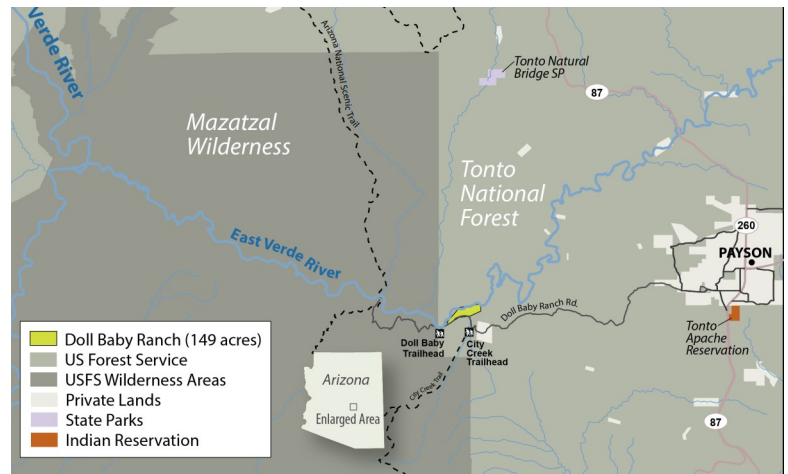 Verde River
Arizona National Scenic Trail
Tonto Natural
Bridge SP
87
Mazatzal
Wilderness
Tonto
National
Forest
260
PAYSON
East Verde River
Doll Baby Ranch Rd.
Tonto
Apache
Reservation
Doll Baby
Trailhead
City
Creek
Trailhead
City Creek Trail
87
Doll Baby Ranch (149 acres)
US Forest Service
USFS Wilderness Areas
Private Lands
State Parks
Indian Reservation
Arizona
Enlarged Area